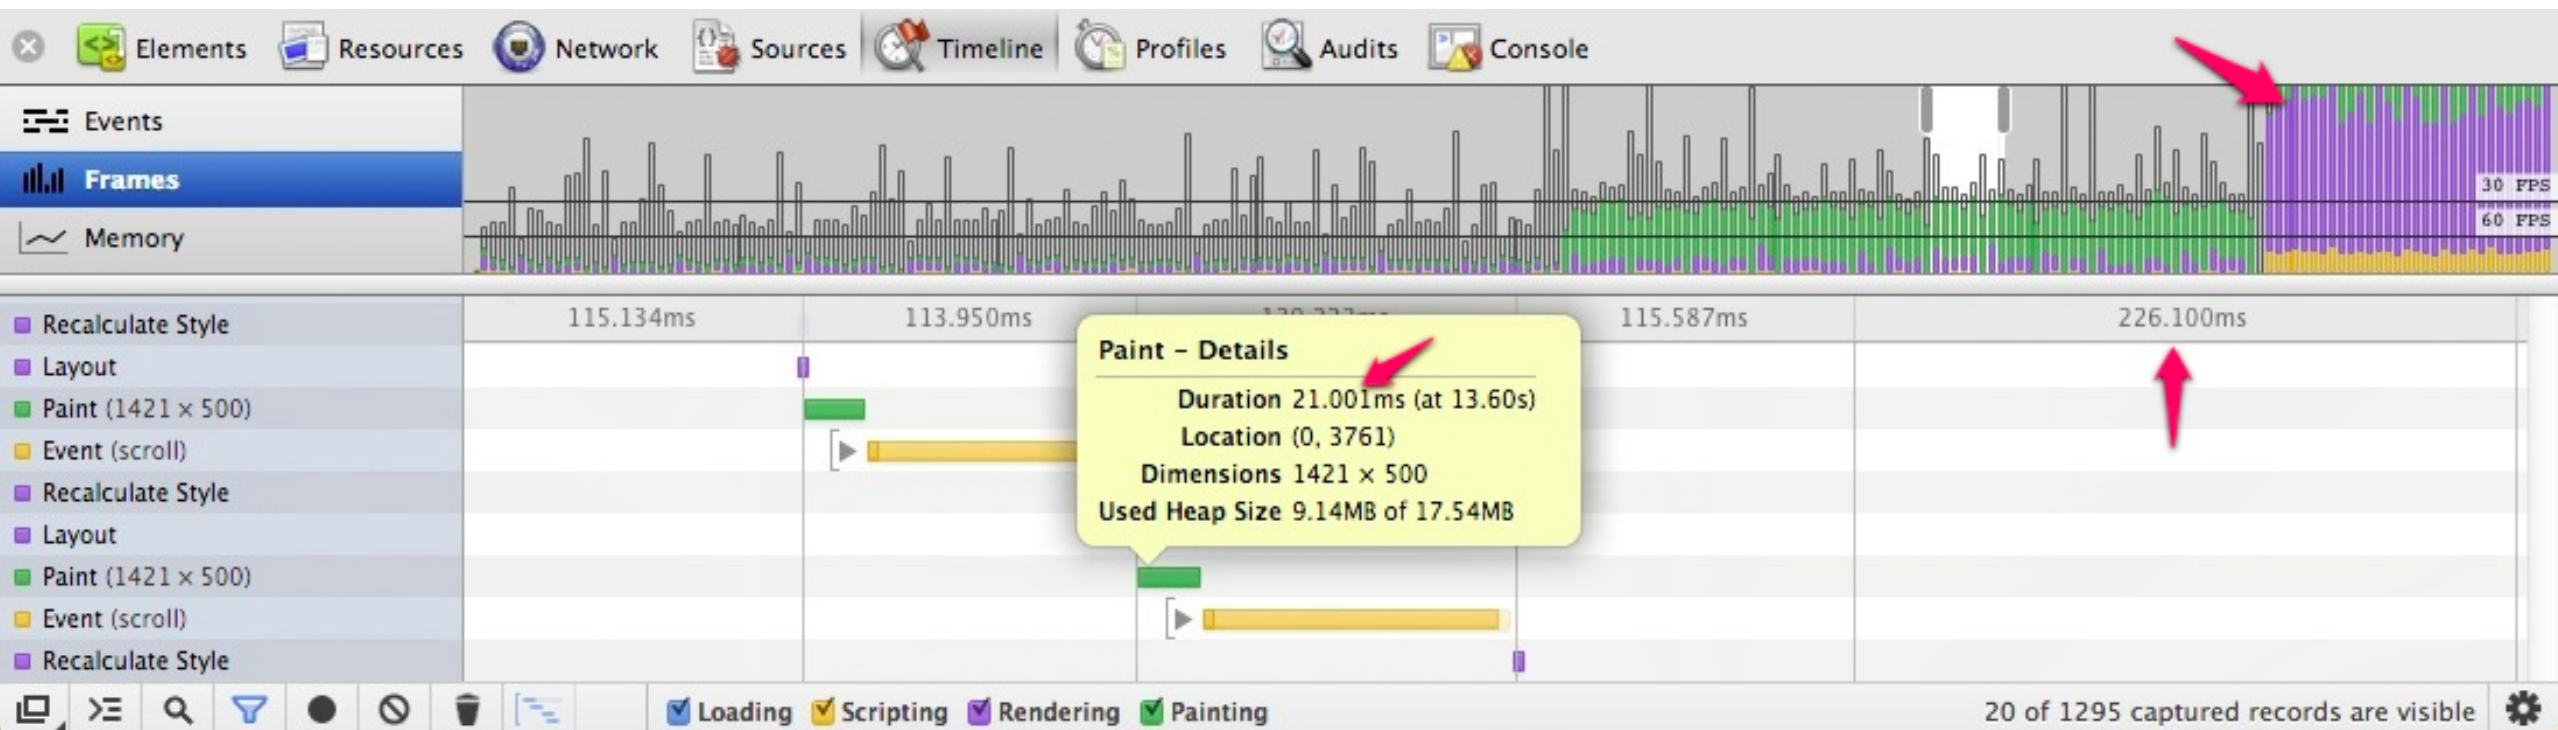 Elements Resources Network Sources Timeline Profiles Audits Console
Events
Frames
Memory
30 FPS
60 FPS
115.134ms 113.950ms 115.587ms 226.100ms
Recalculate Style
Layout
Paint (1421 × 500)
Event (scroll)
Recalculate Style
Layout
Paint (1421 × 500)
Event (scroll)
Recalculate Style
Paint – Details
Duration 21.001ms (at 13.60s)
Location (0, 3761)
Dimensions 1421 × 500
Used Heap Size 9.14MB of 17.54MB
Loading Scripting Rendering Painting
20 of 1295 captured records are visible